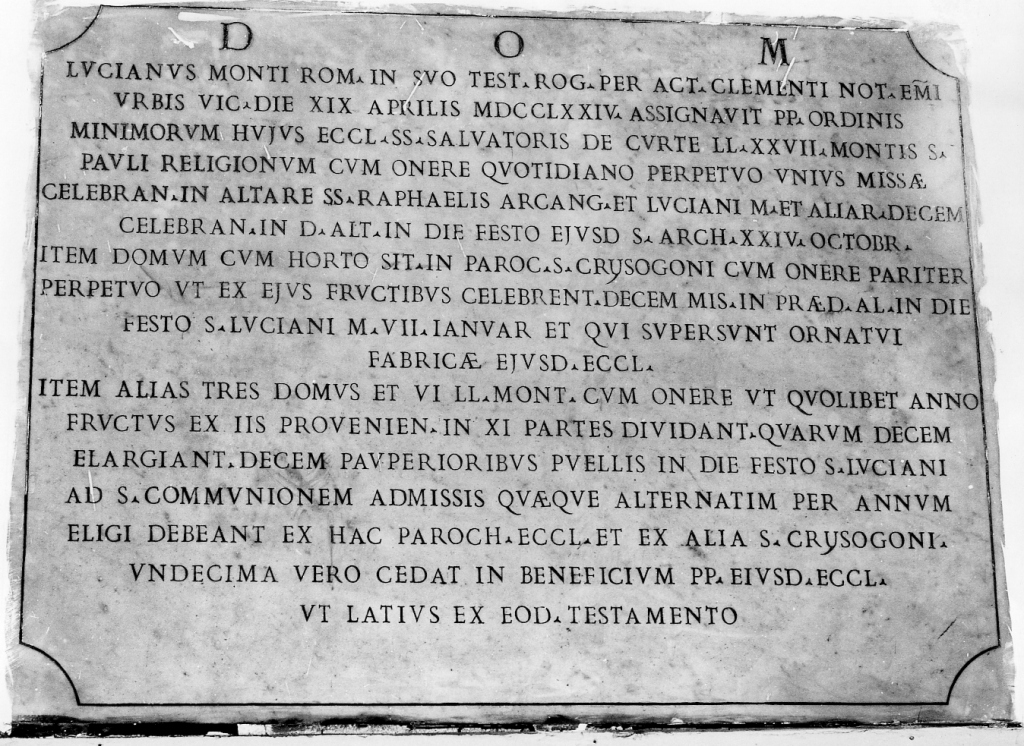 D O M
LVCIANVS MONTI ROM. IN SVO TEST. ROG. PER ACT. CLEMENTI NOT. EM̃I
VRBIS VIC. DIE XIX APRILIS MDCCLXXIV. ASSIGNAVIT PP. ORDINIS
MINIMORVM HVJVS ECCL. SS. SALVATORIS DE CVRTE LL. XXVII. MONTIS S.
PAVLI RELIGIONVM CVM ONERE QVOTIDIANO PERPETVO VNIVS MISSÆ
CELEBRAN. IN ALTARE SS. RAPHAELIS ARCANG. ET LVCIANI M. ET ALIAR. DECEM
CELEBRAN. IN D. ALT. IN DIE FESTO EJVSD S. ARCH. XXIV. OCTOBR.
ITEM DOMVM CVM HORTO SIT. IN PAROC. S. CRYSOGONI CVM ONERE PARITER
PERPETVO VT EX EJVS FRVCTIBVS CELEBRENT. DECEM MIS. IN PRÆD. AL. IN DIE
FESTO S. LVCIANI M. VII. IANVAR ET QVI SVPERSVNT ORNATVI
FABRICÆ EJVSD. ECCL.
ITEM ALIAS TRES DOMVS ET VI LL. MONT. CVM ONERE VT QVOLIBET ANNO
FRVCTVS EX IIS PROVENIEN. IN XI PARTES DIVIDANT. QVARVM DECEM
ELARGIANT. DECEM PAVPERIORIBVS PVELLIS IN DIE FESTO S. LVCIANI
AD S. COMMVNIONEM ADMISSIS QVÆQVE ALTERNATIM PER ANNVM
ELIGI DEBEANT EX HAC PAROCH. ECCL. ET EX ALIA S. CRYSOGONI.
VNDECIMA VERO CEDAT IN BENEFICIVM PP. EIVSD. ECCL.
VT LATIVS EX EOD. TESTAMENTO